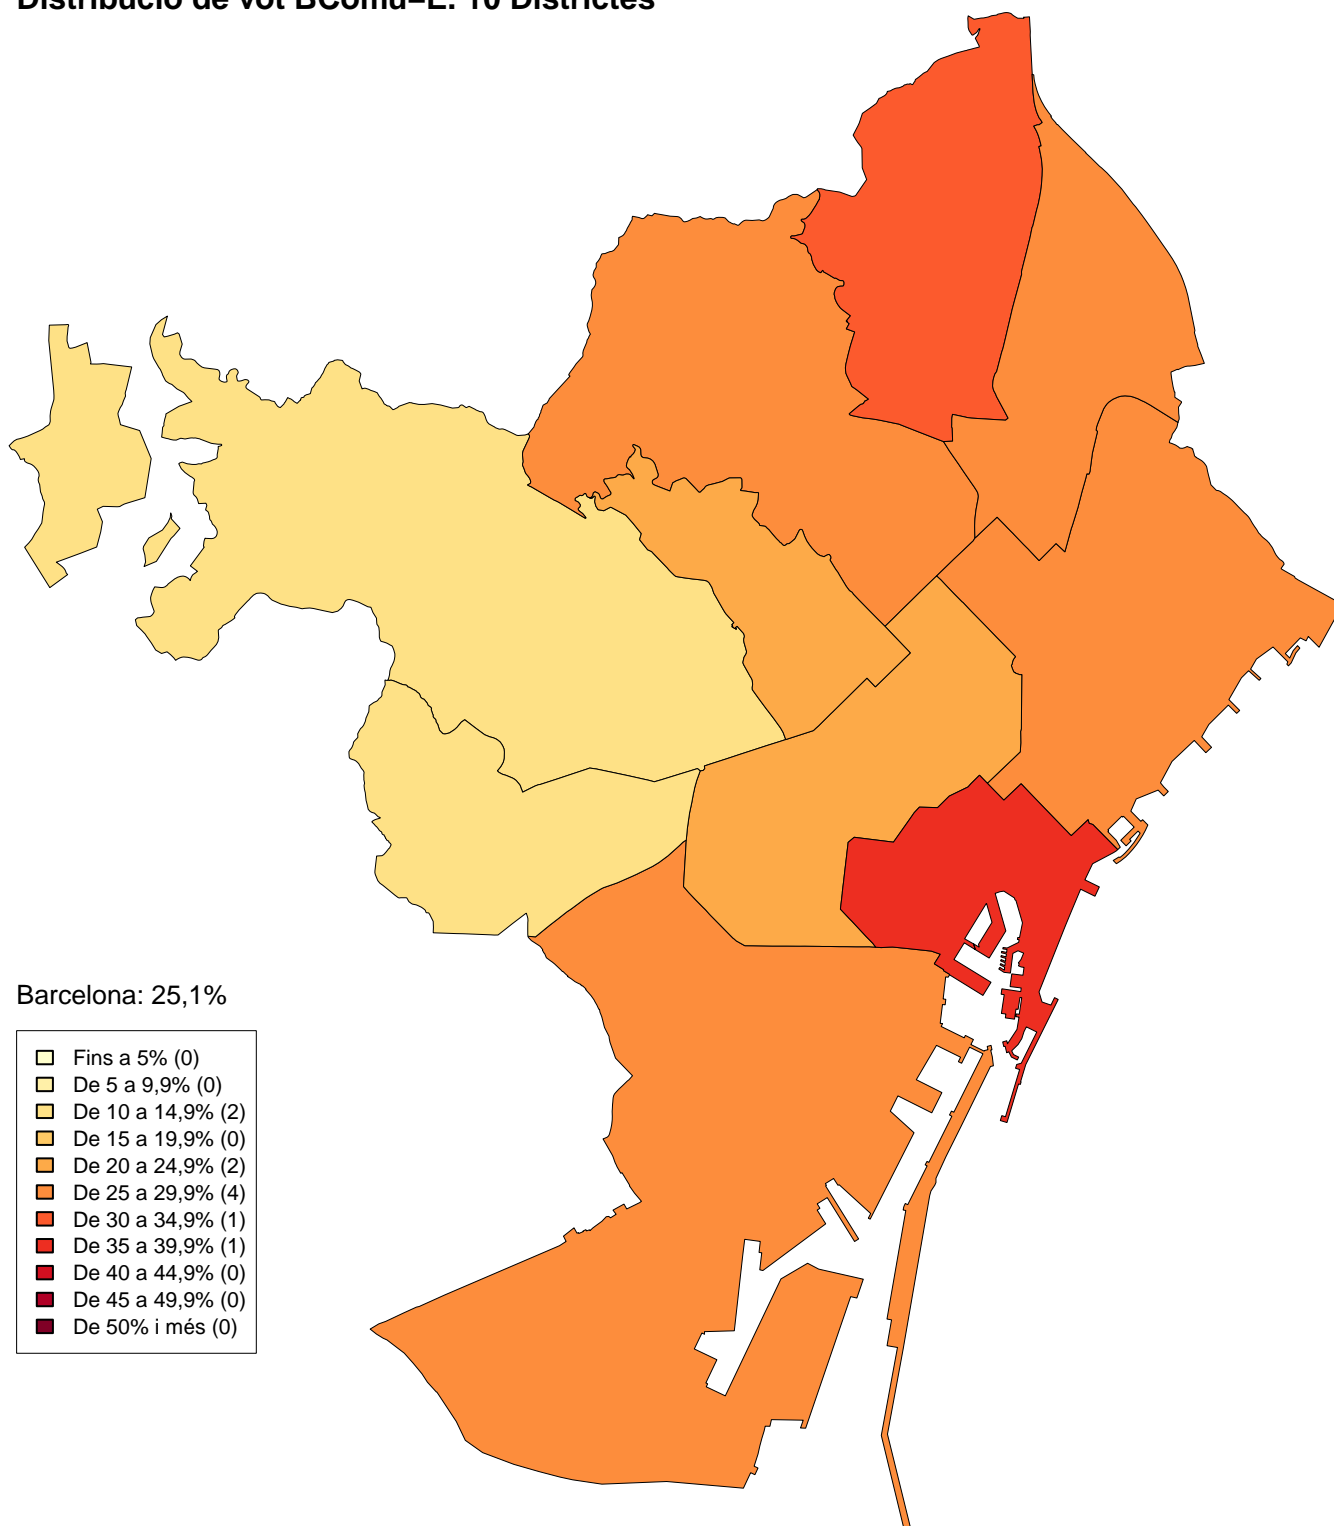 Distribució de vot BComú–E. 10 Districtes
Barcelona: 25,1%
Fins a 5% (0)
De 5 a 9,9% (0)
De 10 a 14,9% (2)
De 15 a 19,9% (0)
De 20 a 24,9% (2)
De 25 a 29,9% (4)
De 30 a 34,9% (1)
De 35 a 39,9% (1)
De 40 a 44,9% (0)
De 45 a 49,9% (0)
De 50% i més (0)